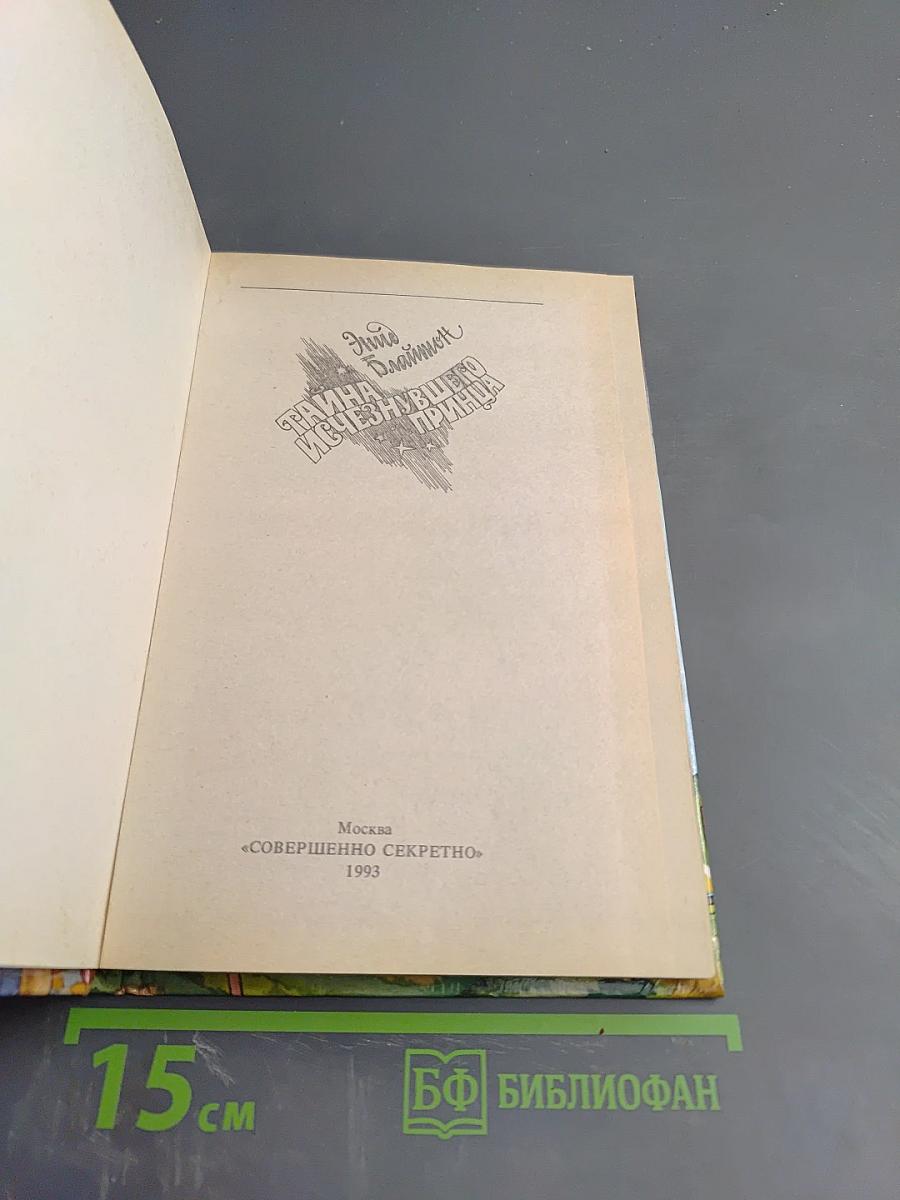 Энид
Блайтон
ТАЙНА
ИСЧЕЗНУВШЕГО
ПРИНЦА
Москва
«СОВЕРШЕННО СЕКРЕТНО»
1993
15 см
БФ БИБЛИОФАН